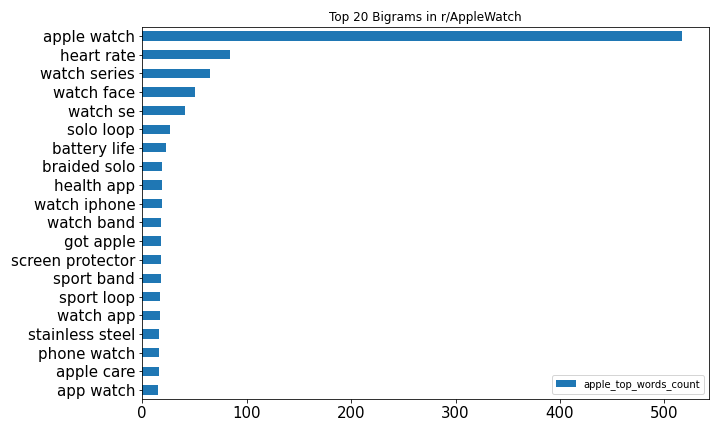 Top 20 Bigrams in r/AppleWatch
apple watch
heart rate
watch series
watch face
watch se
solo loop
battery life
braided solo
health app
watch iphone
watch band
got apple
screen protector
sport band
sport loop
watch app
stainless steel
phone watch
apple care
app watch
apple_top_words_count
0 100 200 300 400 500